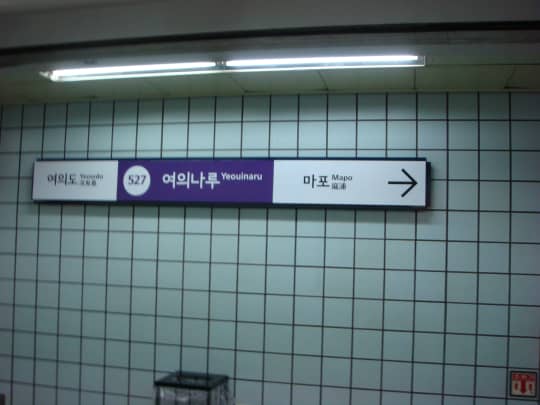 여의도 Yeouido
汝矣島
527 여의나루 Yeouinaru
마포 Mapo
麻浦